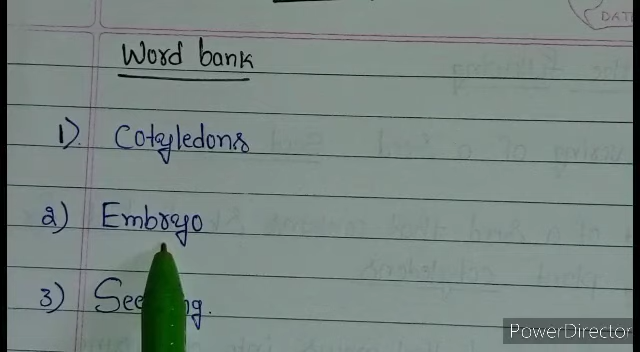 DAT
Word bank
1). Cotyledons
2) Embryo
3) See g.
PowerDirector